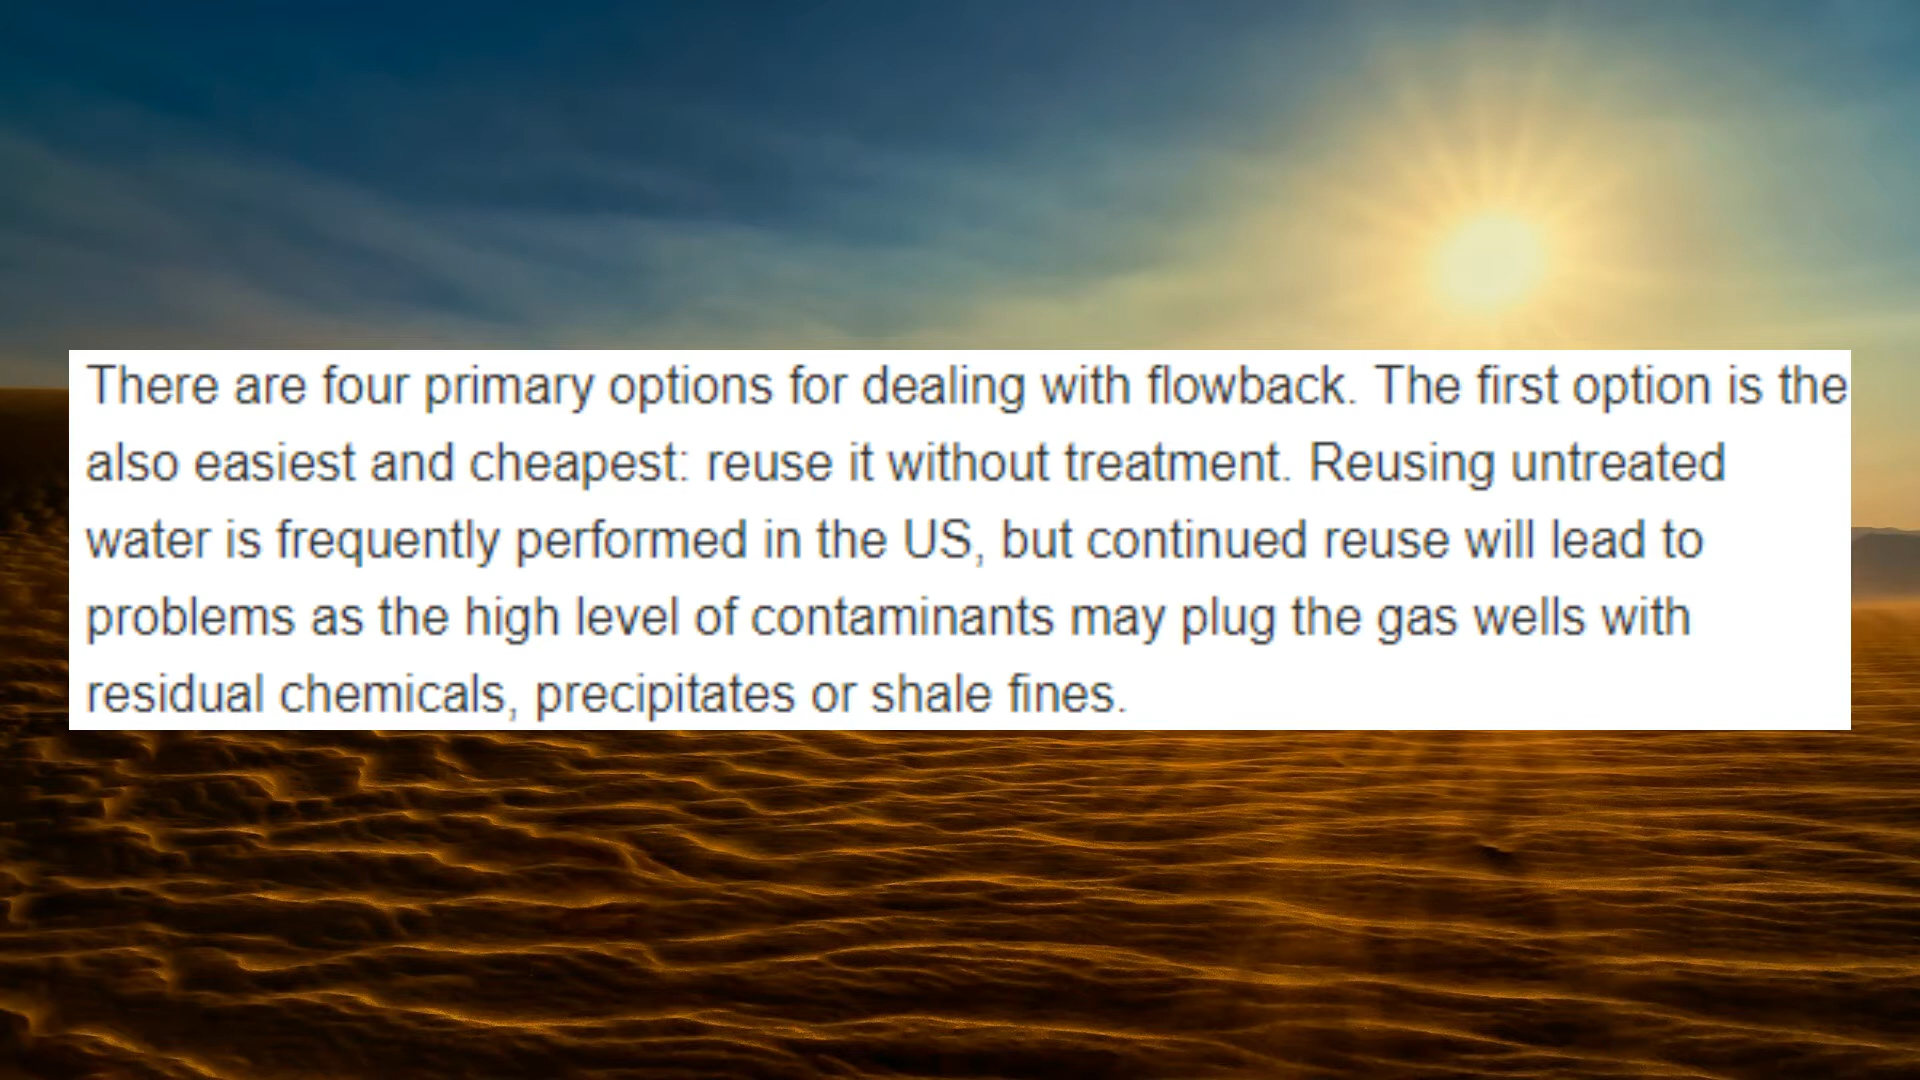 There are four primary options for dealing with flowback. The first option is the
also easiest and cheapest: reuse it without treatment. Reusing untreated
water is frequently performed in the US, but continued reuse will lead to
problems as the high level of contaminants may plug the gas wells with
residual chemicals, precipitates or shale fines.